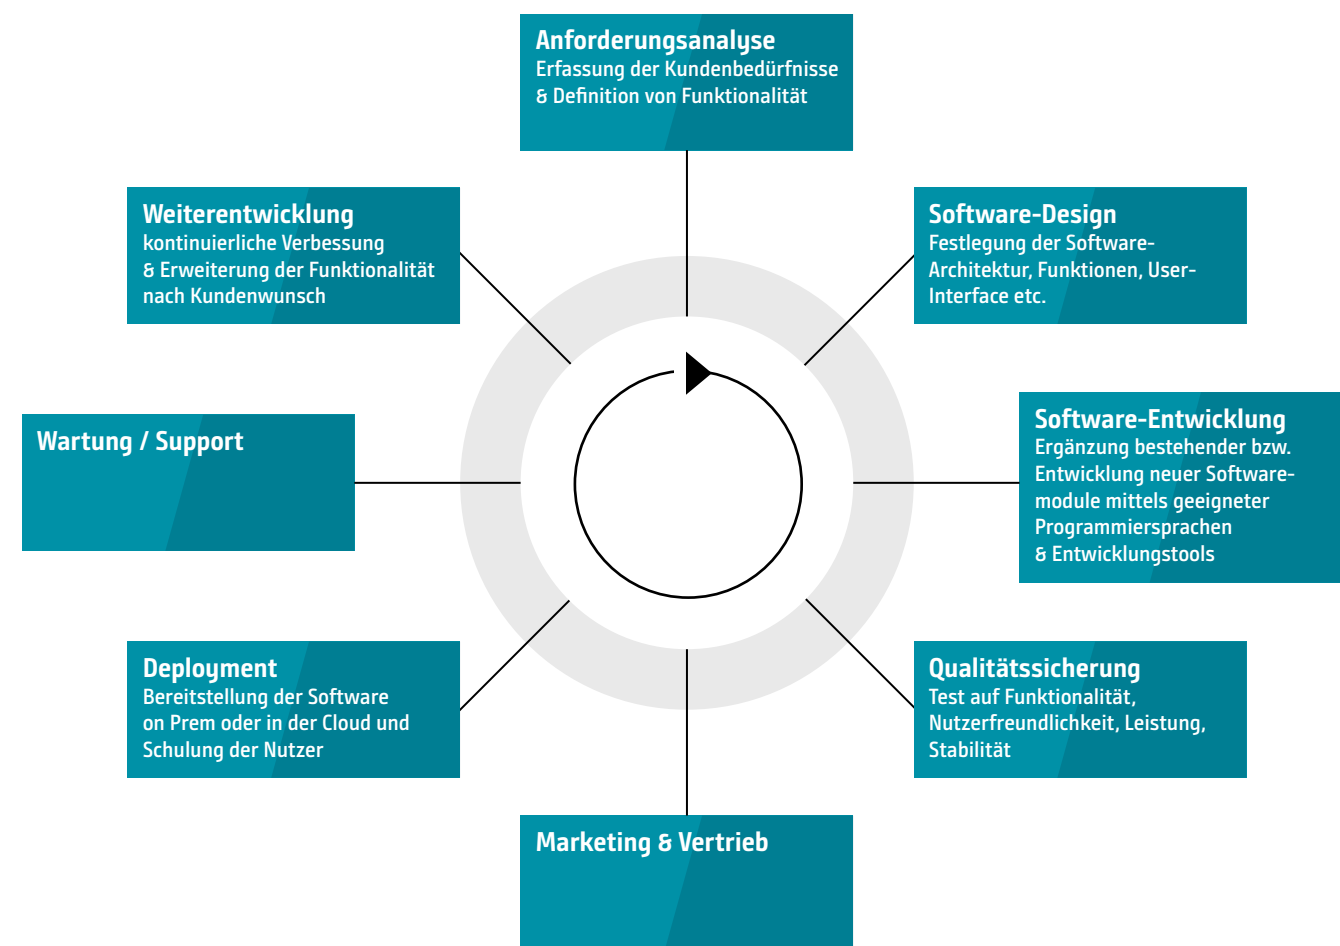 Anforderungsanalyse
Erfassung der Kundenbedürfnisse
& Definition von Funktionalität
Weiterentwicklung
kontinuierliche Verbessung
& Erweiterung der Funktionalität
nach Kundenwunsch
Software-Design
Festlegung der Software-
Architektur, Funktionen, User-
Interface etc.
Wartung / Support
Software-Entwicklung
Ergänzung bestehender bzw.
Entwicklung neuer Software-
module mittels geeigneter
Programmiersprachen
& Entwicklungstools
Deployment
Bereitstellung der Software
on Prem oder in der Cloud und
Schulung der Nutzer
Qualitätssicherung
Test auf Funktionalität,
Nutzerfreundlichkeit, Leistung,
Stabilität
Marketing & Vertrieb